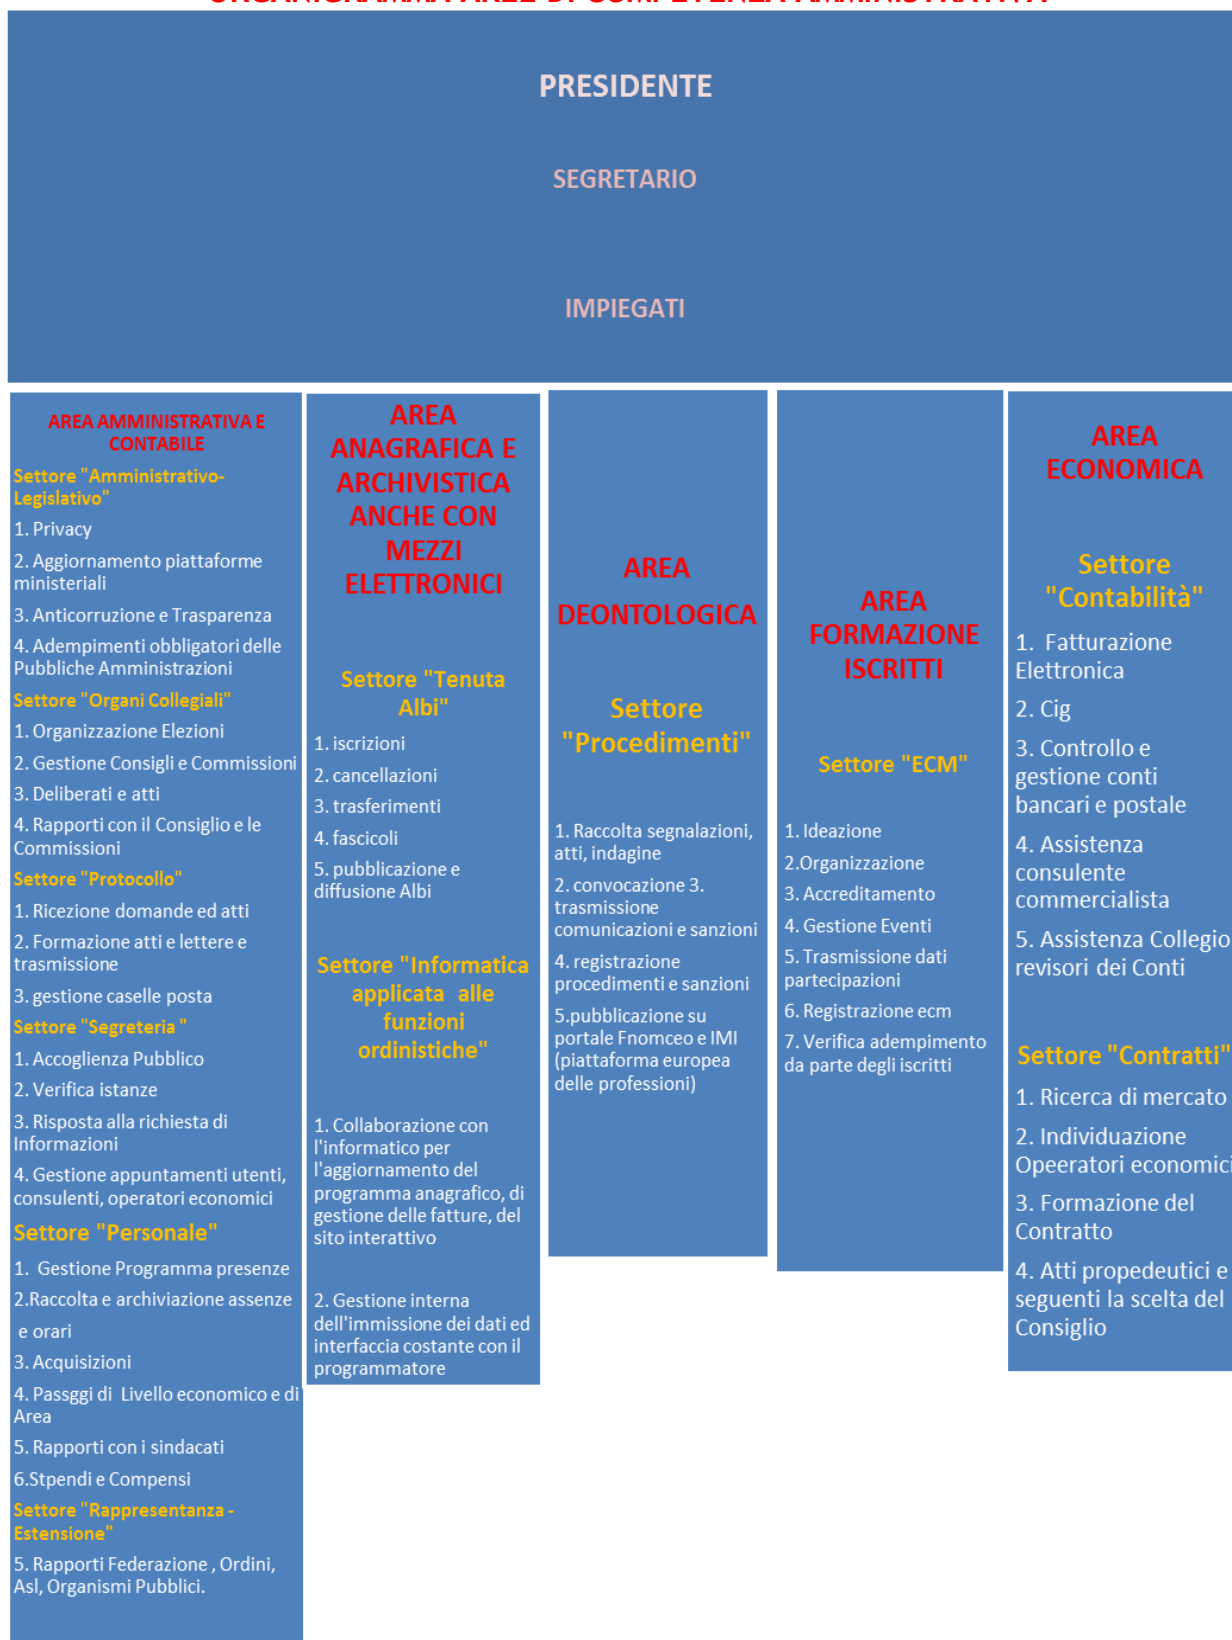 ORGANIGRAMMA AREE DI COMPETENZA AMMINISTRATIVA
PRESIDENTE
SEGRETARIO
IMPIEGATI
AREA AMMINISTRATIVA E
CONTABILE
Settore "Amministrativo-
Legislativo"
1. Privacy
2. Aggiornamento piattaforme
ministeriali
3. Anticorruzione e Trasparenza
4. Adempimenti obbligatori delle
Pubbliche Amministrazioni
Settore "Organi Collegiali"
1. Organizzazione Elezioni
2. Gestione Consigli e Commissioni
3. Deliberati e atti
4. Rapporti con il Consiglio e le
Commissioni
Settore "Protocollo"
1. Ricezione domande ed atti
2. Formazione atti e lettere e
trasmissione
3. gestione caselle posta
Settore "Segreteria "
1. Accoglienza Pubblico
2. Verifica istanze
3. Risposta alla richiesta di
Informazioni
4. Gestione appuntamenti utenti,
consulenti, operatori economici
Settore "Personale"
1. Gestione Programma presenze
2.Raccolta e archiviazione assenze
e orari
3. Acquisizioni
4. Passggi di Livello economico e di
Area
5. Rapporti con i sindacati
6.Stpendi e Compensi
Settore "Rappresentanza -
Estensione"
5. Rapporti Federazione , Ordini,
Asl, Organismi Pubblici.
AREA
ANAGRAFICA E
ARCHIVISTICA
ANCHE CON
MEZZI
ELETTRONICI
Settore "Tenuta
Albi"
1. iscrizioni
2. cancellazioni
3. trasferimenti
4. fascicoli
5. pubblicazione e
diffusione Albi
Settore "Informatica
applicata alle
funzioni
ordinistiche"
1. Collaborazione con
l'informatico per
l'aggiornamento del
programma anagrafico, di
gestione delle fatture, del
sito interattivo
2. Gestione interna
dell'immissione dei dati ed
interfaccia costante con il
programmatore
AREA
DEONTOLOGICA
Settore
"Procedimenti"
1. Raccolta segnalazioni,
atti, indagine
2. convocazione 3.
trasmissione
comunicazioni e sanzioni
4. registrazione
procedimenti e sanzioni
5.pubblicazione su
portale Fnomceo e IMI
(piattaforma europea
delle professioni)
AREA
FORMAZIONE
ISCRITTI
Settore "ECM"
1. Ideazione
2.Organizzazione
3. Accreditamento
4. Gestione Eventi
5. Trasmissione dati
partecipazioni
6. Registrazione ecm
7. Verifica adempimento
da parte degli iscritti
AREA
ECONOMICA
Settore
"Contabilità"
1. Fatturazione
Elettronica
2. Cig
3. Controllo e
gestione conti
bancari e postale
4. Assistenza
consulente
commercialista
5. Assistenza Collegio
revisori dei Conti
Settore "Contratti"
1. Ricerca di mercato
2. Individuazione
Opeeratori economici
3. Formazione del
Contratto
4. Atti propedeutici e
seguenti la scelta del
Consiglio